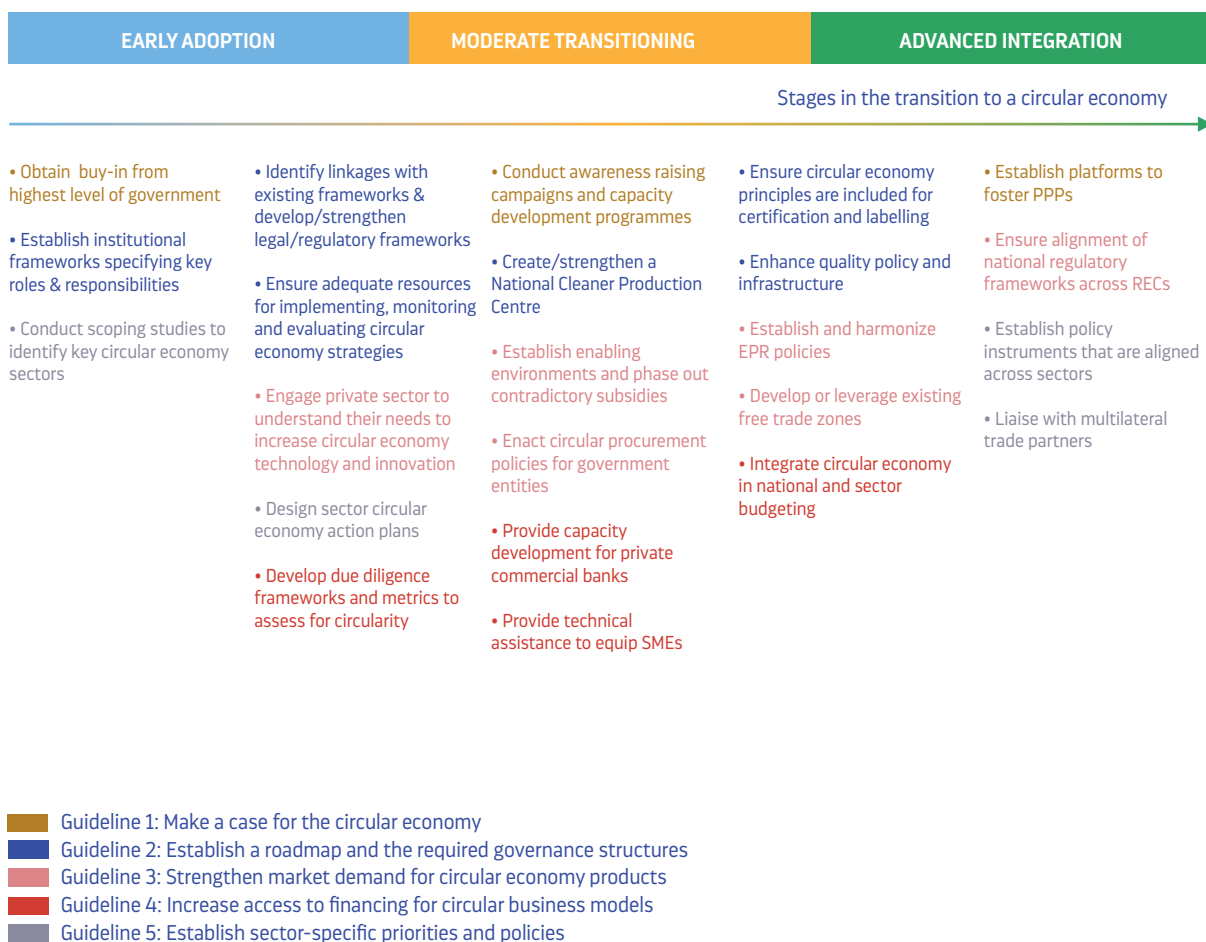 EARLY ADOPTION
MODERATE TRANSITIONING
ADVANCED INTEGRATION
Stages in the transition to a circular economy
• Obtain buy-in from
highest level of government
• Establish institutional
frameworks specifying key
roles & responsibilities
• Conduct scoping studies to
identify key circular economy
sectors
• Identify linkages with
existing frameworks &
develop/strengthen
legal/regulatory frameworks
• Ensure adequate resources
for implementing, monitoring
and evaluating circular
economy strategies
• Engage private sector to
understand their needs to
increase circular economy
technology and innovation
• Design sector circular
economy action plans
• Develop due diligence
frameworks and metrics to
assess for circularity
• Conduct awareness raising
campaigns and capacity
development programmes
• Create/strengthen a
National Cleaner Production
Centre
• Establish enabling
environments and phase out
contradictory subsidies
• Enact circular procurement
policies for government
entities
• Provide capacity
development for private
commercial banks
• Provide technical
assistance to equip SMEs
• Ensure circular economy
principles are included for
certification and labelling
• Enhance quality policy and
infrastructure
• Establish and harmonize
EPR policies
• Develop or leverage existing
free trade zones
• Integrate circular economy
in national and sector
budgeting
• Establish platforms to
foster PPPs
• Ensure alignment of
national regulatory
frameworks across RECs
• Establish policy
instruments that are aligned
across sectors
• Liaise with multilateral
trade partners
Guideline 1: Make a case for the circular economy
Guideline 2: Establish a roadmap and the required governance structures
Guideline 3: Strengthen market demand for circular economy products
Guideline 4: Increase access to financing for circular business models
Guideline 5: Establish sector-specific priorities and policies